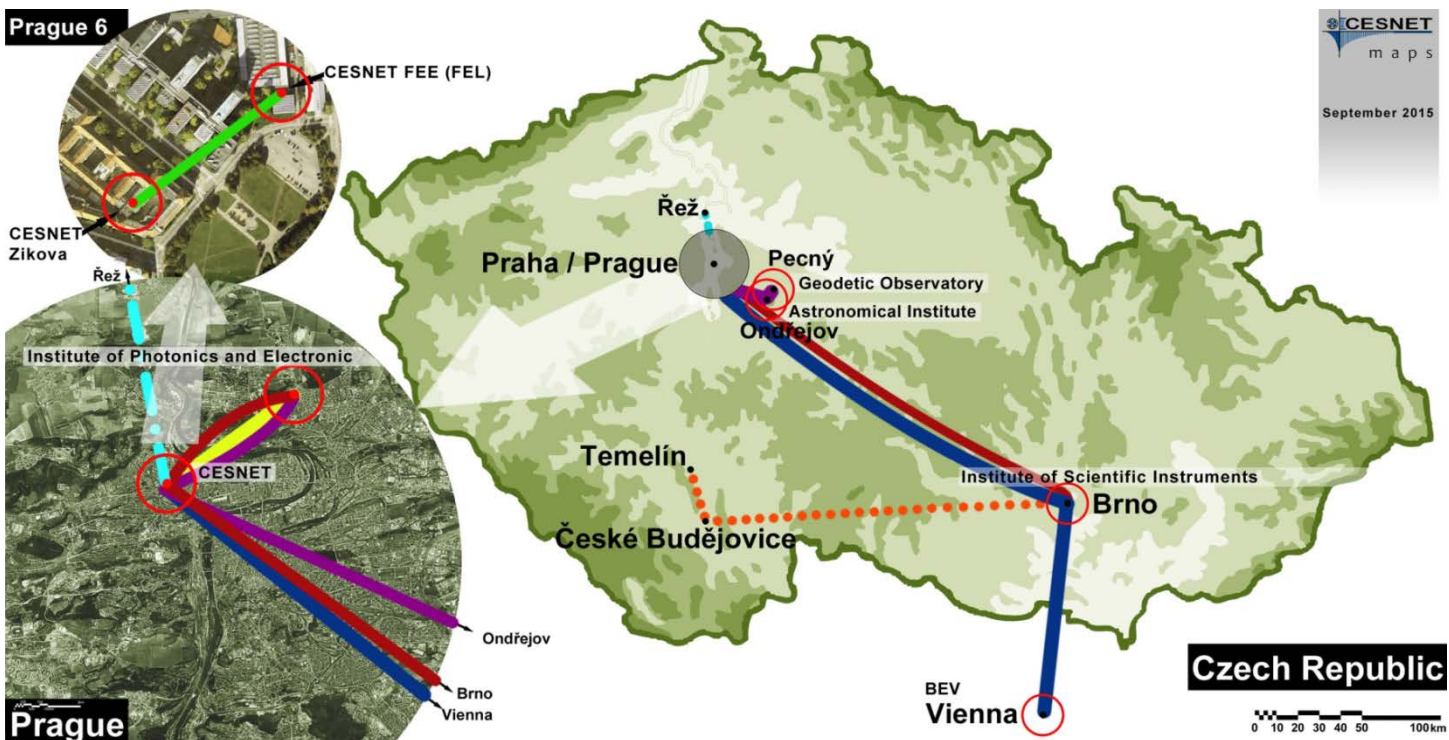 Prague 6
CESNET FEE (FEL)
CESNET
Zikova
Řež
Institute of Photonics and Electronic
CESNET
Ondřejov
Brno
Vienna
Prague
Řež
Praha / Prague
Pecný
Geodetic Observatory
Astronomical Institute
Ondřejov
Temelín
České Budějovice
Institute of Scientific Instruments
Brno
BEV
Vienna
CESNET
maps
September 2015
Czech Republic
0 10 20 30 40 50 100km